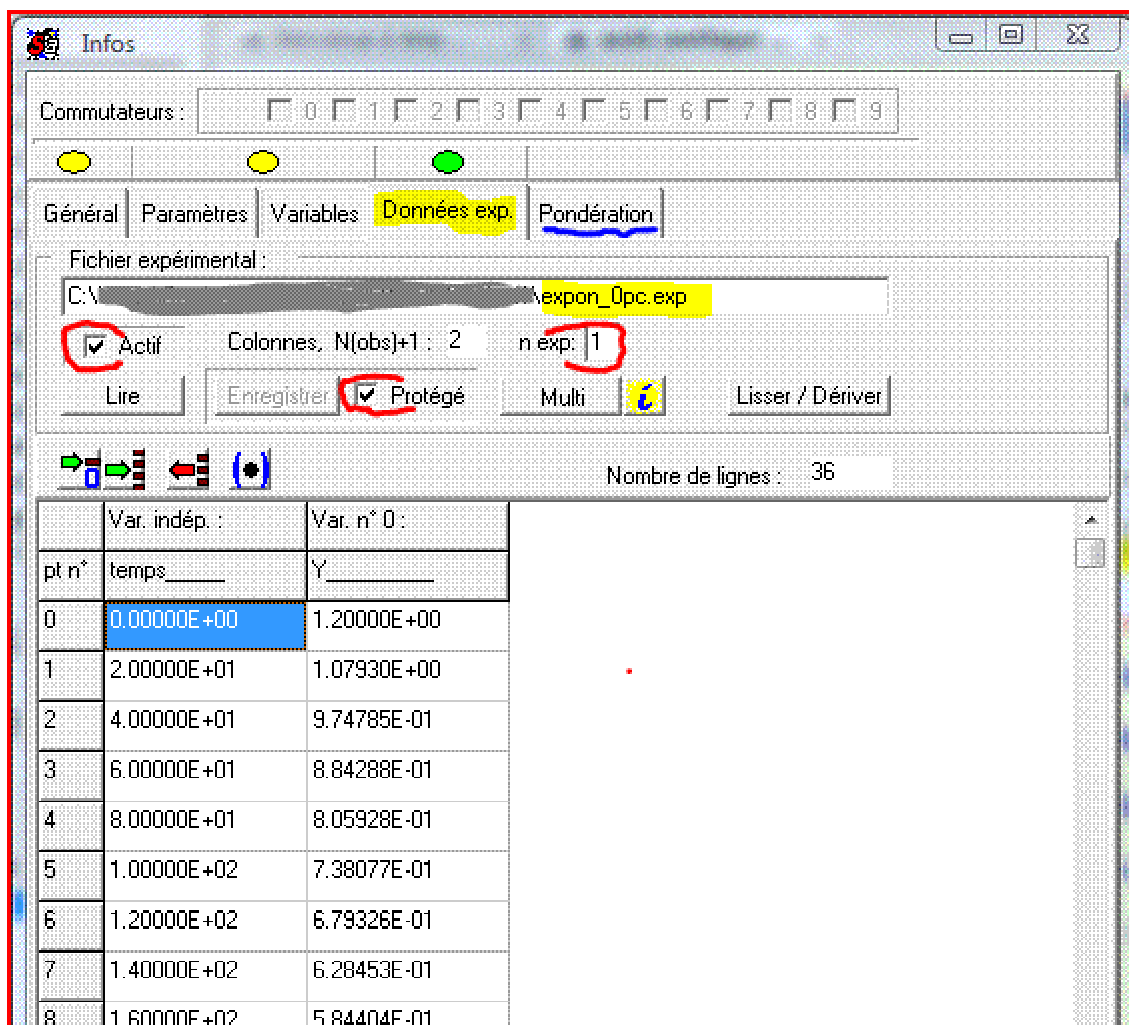 Infos
Commutateurs : 0 1 2 3 4 5 6 7 8 9
Général Paramètres Variables Données exp. Pondération
Fichier expérimental :
C:\ \expon_0pc.exp
Actif Colonnes, N(obs)+1 : 2 n exp: 1
Lire Enregistrer Protégé Multi i Lisser / Dériver
Nombre de lignes : 36
Var. indép. : Var. n° 0 :
pt n° temps_____ Y_________
0 0.00000E+00 1.20000E+00
1 2.00000E+01 1.07930E+00
2 4.00000E+01 9.74785E-01
3 6.00000E+01 8.84288E-01
4 8.00000E+01 8.05928E-01
5 1.00000E+02 7.38077E-01
6 1.20000E+02 6.79326E-01
7 1.40000E+02 6.28453E-01
8 1.60000E+02 5.84404E-01